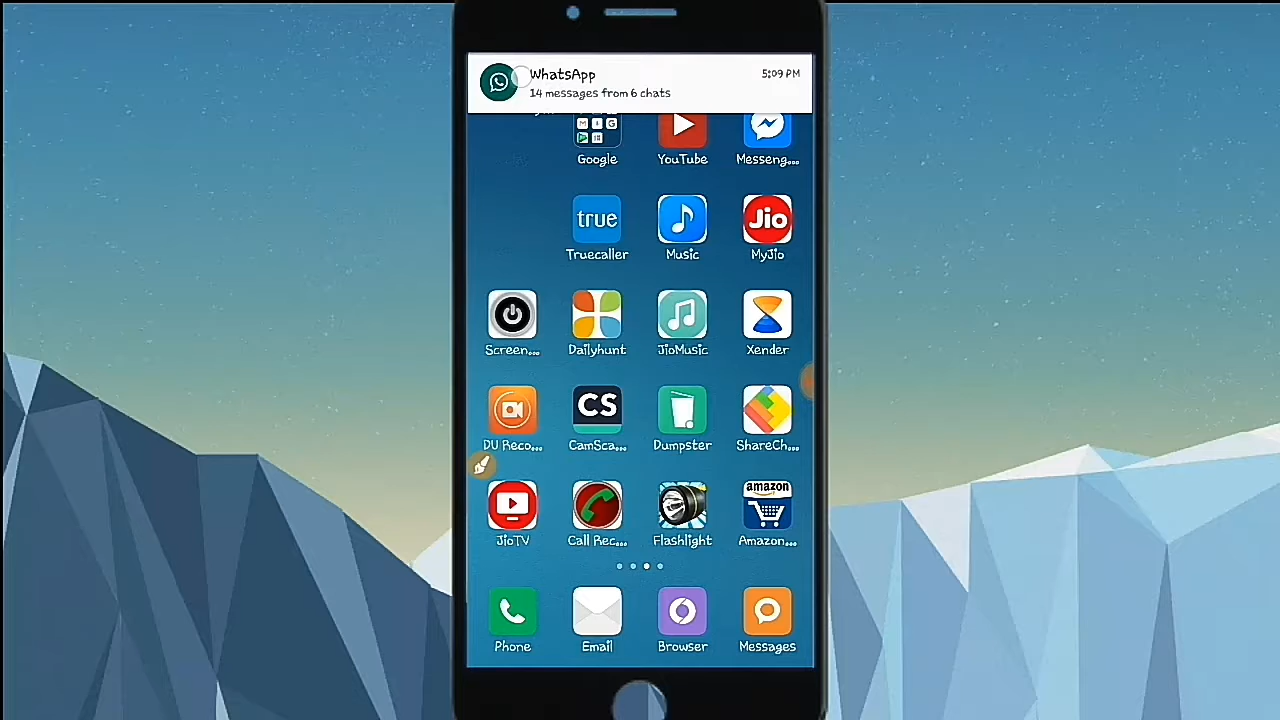 WhatsApp 5:09 PM
14 messages from 6 chats
Google YouTube Messeng...
true Jio
Truecaller Music MyJio
Screen... Dailyhunt JioMusic Xender
CS
DU Reco... CamSca... Dumpster ShareCh...
amazon
JioTV Call Rec... Flashlight Amazon...
Phone Email Browser Messages